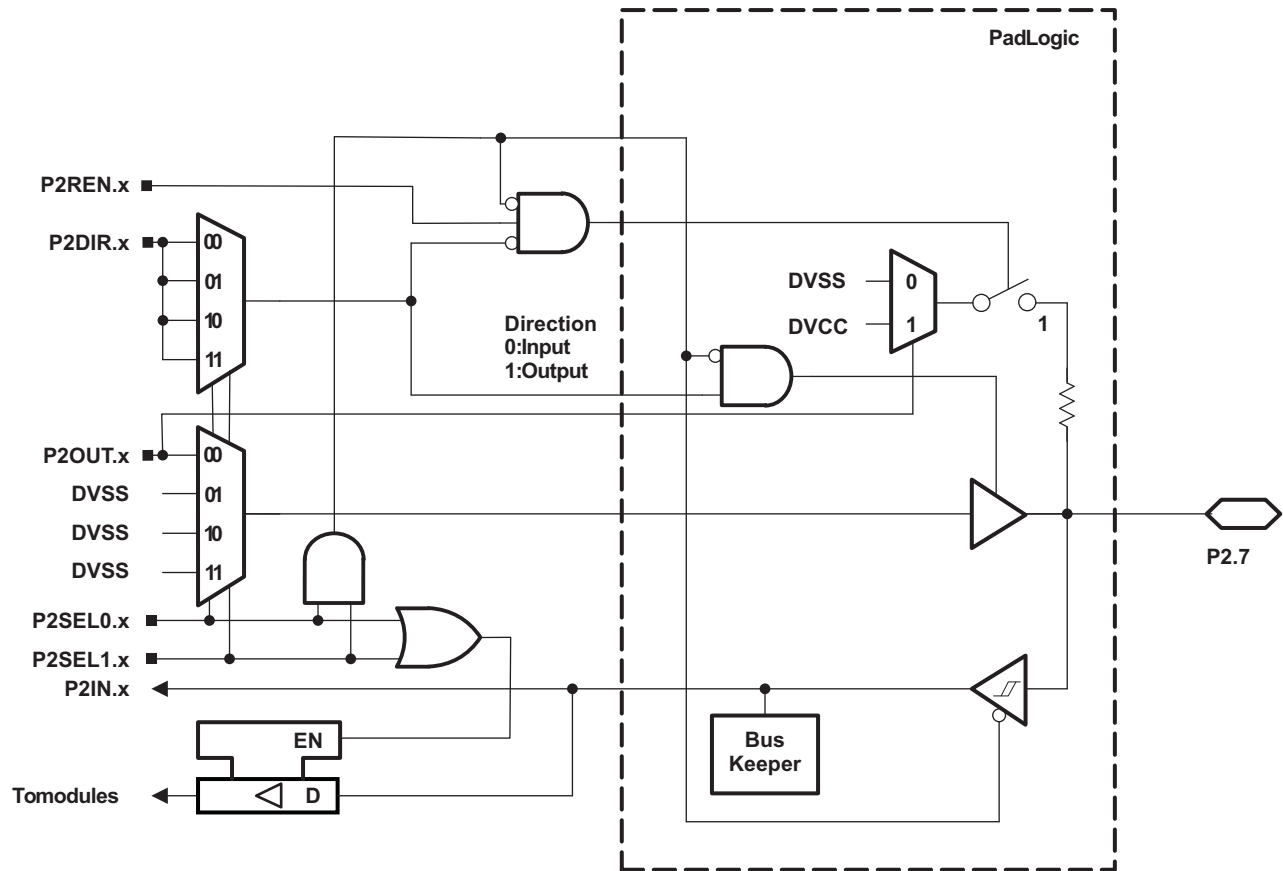 PadLogic
P2REN.x
P2DIR.x
00
01
10
11
Direction
0:Input
1:Output
DVSS
0
DVCC
1
1
P2OUT.x
00
DVSS
01
DVSS
10
DVSS
11
P2.7
P2SEL0.x
P2SEL1.x
P2IN.x
EN
Bus
Keeper
Tomodules
D